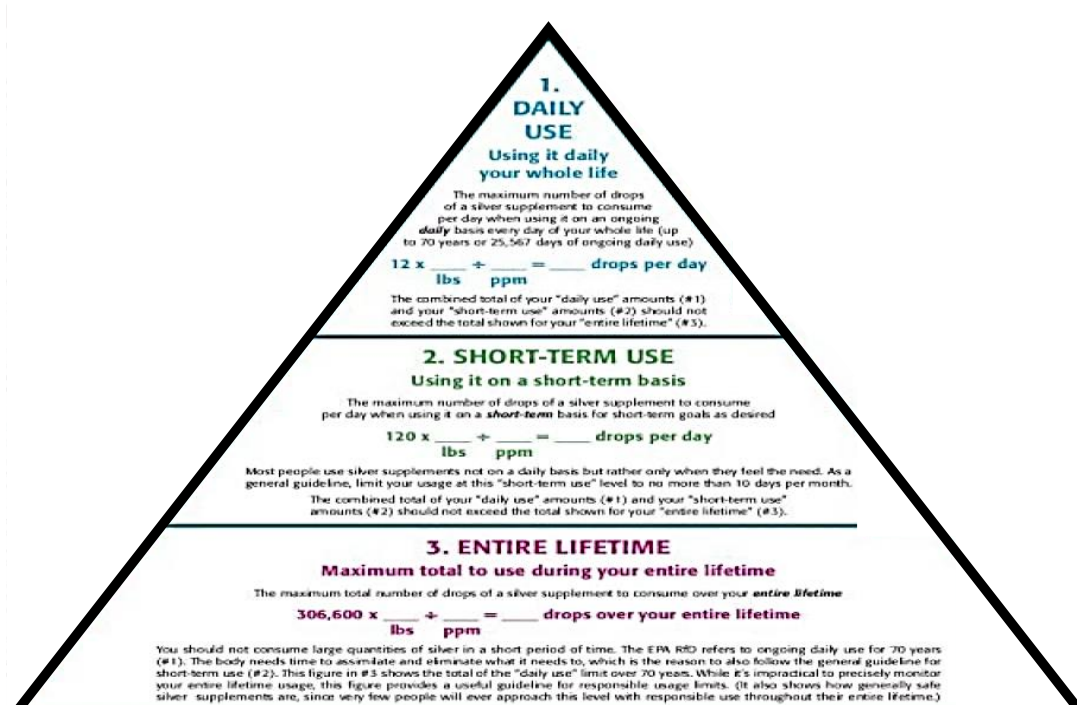 1.
DAILY
USE
Using it daily
your whole life
The maximum number of drops
of a silver supplement to consume
per day when using it on an ongoing
daily basis every day of your whole life (up
to 70 years or 25,567 days of ongoing daily use)
12 x ____ ÷ ____ = ____ drops per day
lbs ppm
The combined total of your "daily use" amounts (#1)
and your "short-term use" amounts (#2) should not
exceed the total shown for your "entire lifetime" (#3).
2. SHORT-TERM USE
Using it on a short-term basis
The maximum number of drops of a silver supplement to consume
per day when using it on a short-term basis for short-term goals as desired
120 x ____ ÷ ____ = ____ drops per day
lbs ppm
Most people use silver supplements not on a daily basis but rather only when they feel the need. As a
general guideline, limit your usage at this "short-term use" level to no more than 10 days per month.
The combined total of your "daily use" amounts (#1) and your "short-term use"
amounts (#2) should not exceed the total shown for your "entire lifetime" (#3).
3. ENTIRE LIFETIME
Maximum total to use during your entire lifetime
The maximum total number of drops of a silver supplement to consume over your entire lifetime
306,600 x ____ ÷ ____ = ____ drops over your entire lifetime
lbs ppm
You should not consume large quantities of silver in a short period of time. The EPA RfD refers to ongoing daily use for 70 years
(#1). The body needs time to assimilate and eliminate what it needs to, which is the reason to also follow the general guideline for
short-term use (#2). This figure in #3 shows the total of the "daily use" limit over 70 years. While it's impractical to precisely monitor
your entire lifetime usage, this figure provides a useful guideline for responsible usage limits. (It also shows how generally safe
silver supplements are, since very few people will ever approach this level with responsible use throughout their entire lifetime.)